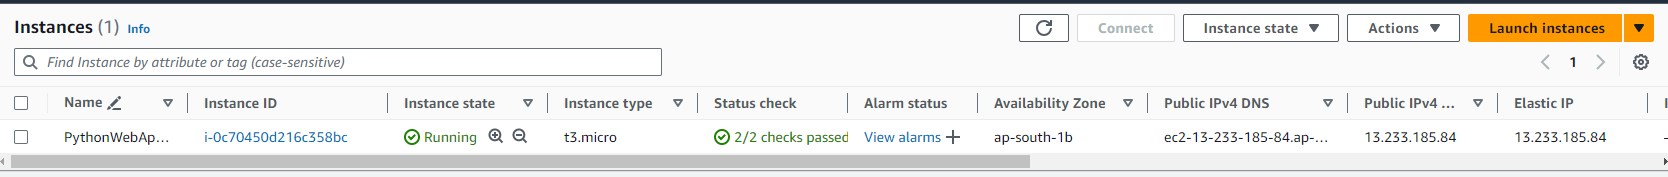 Instances (1) Info
Connect Instance state Actions Launch instances
Find Instance by attribute or tag (case-sensitive)
1
Name Instance ID Instance state Instance type Status check Alarm status Availability Zone Public IPv4 DNS Public IPv4 ... Elastic IP
PythonWebAp... i-0c70450d216c358bc Running t3.micro 2/2 checks passed View alarms ap-south-1b ec2-13-233-185-84.ap-... 13.233.185.84 13.233.185.84 –